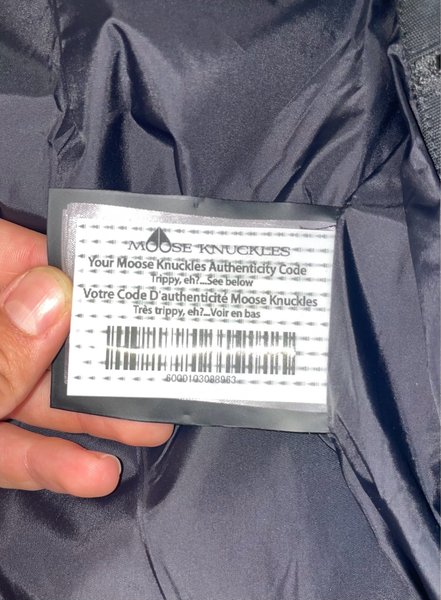 MOOSE KNUCKLES
Your Moose Knuckles Authenticity Code
Trippy, eh?...See below
Votre Code D'authenticité Moose Knuckles
Très trippy, eh?...Voir en bas
6000103088963